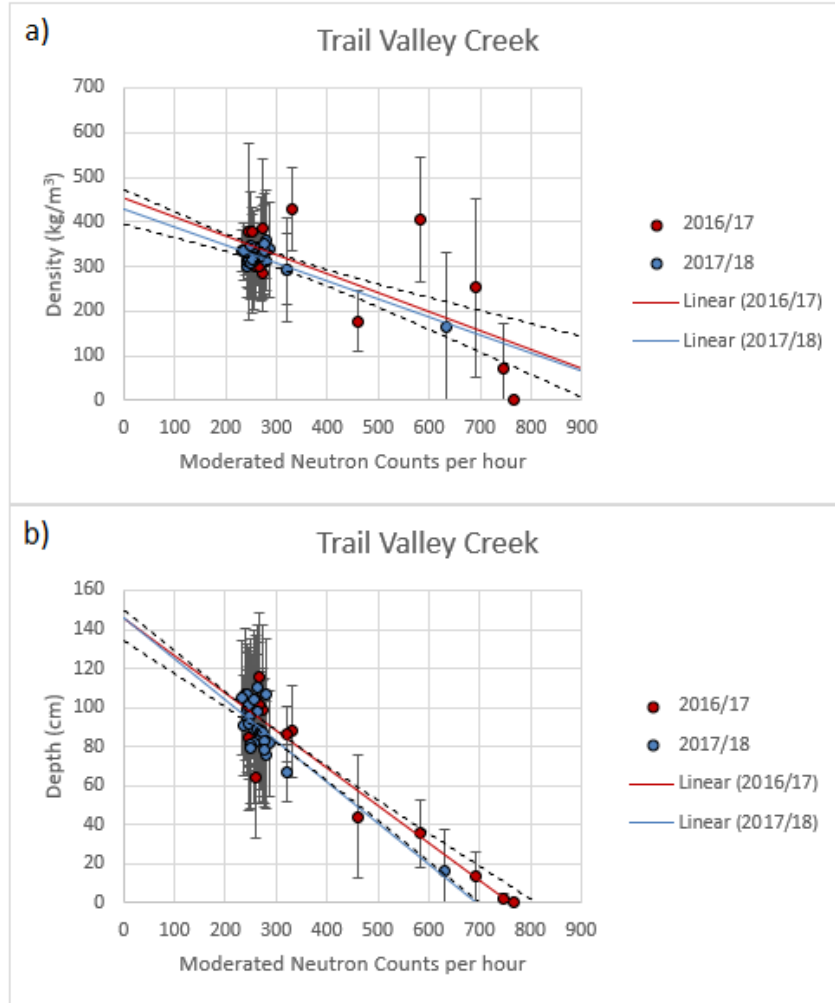 a)
Trail Valley Creek
700
600
500
400
300
200
100
0
Density (kg/m³)
0 100 200 300 400 500 600 700 800 900
Moderated Neutron Counts per hour
2016/17
2017/18
Linear (2016/17)
Linear (2017/18)
b)
Trail Valley Creek
160
140
120
100
80
60
40
20
0
Depth (cm)
0 100 200 300 400 500 600 700 800 900
Moderated Neutron Counts per hour
2016/17
2017/18
Linear (2016/17)
Linear (2017/18)